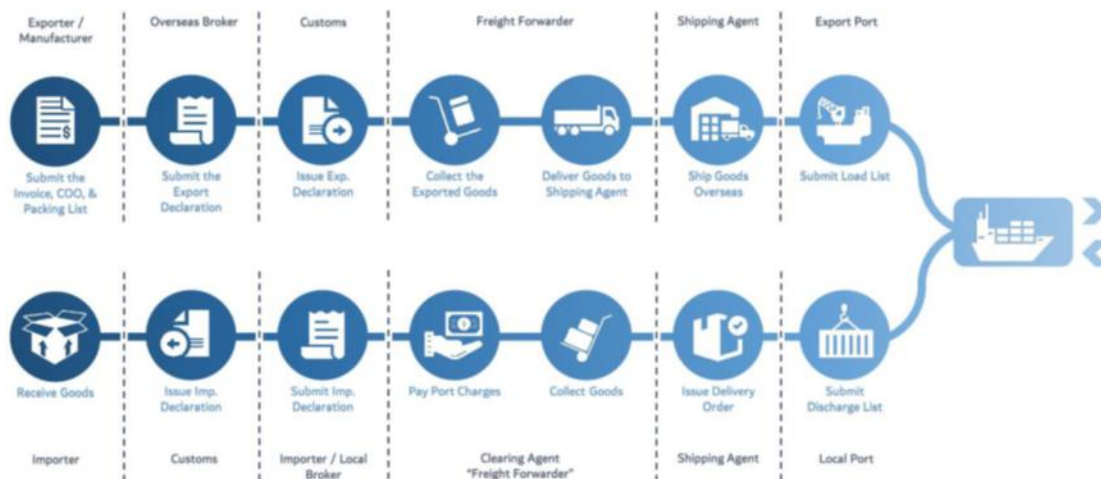 Exporter /
Manufacturer
Overseas Broker
Customs
Freight Forwarder
Shipping Agent
Export Port
$
Submit the
Invoice, COO, &
Packing List
Submit the
Export
Declaration
Issue Exp.
Declaration
Collect the
Exported Goods
Deliver Goods to
Shipping Agent
Ship Goods
Overseas
Submit Load List
Receive Goods
Issue Imp.
Declaration
Submit Imp.
Declaration
Pay Port Charges
Collect Goods
Issue Delivery
Order
Submit
Discharge List
Importer
Customs
Importer / Local
Broker
Clearing Agent
"Freight Forwarder"
Shipping Agent
Local Port